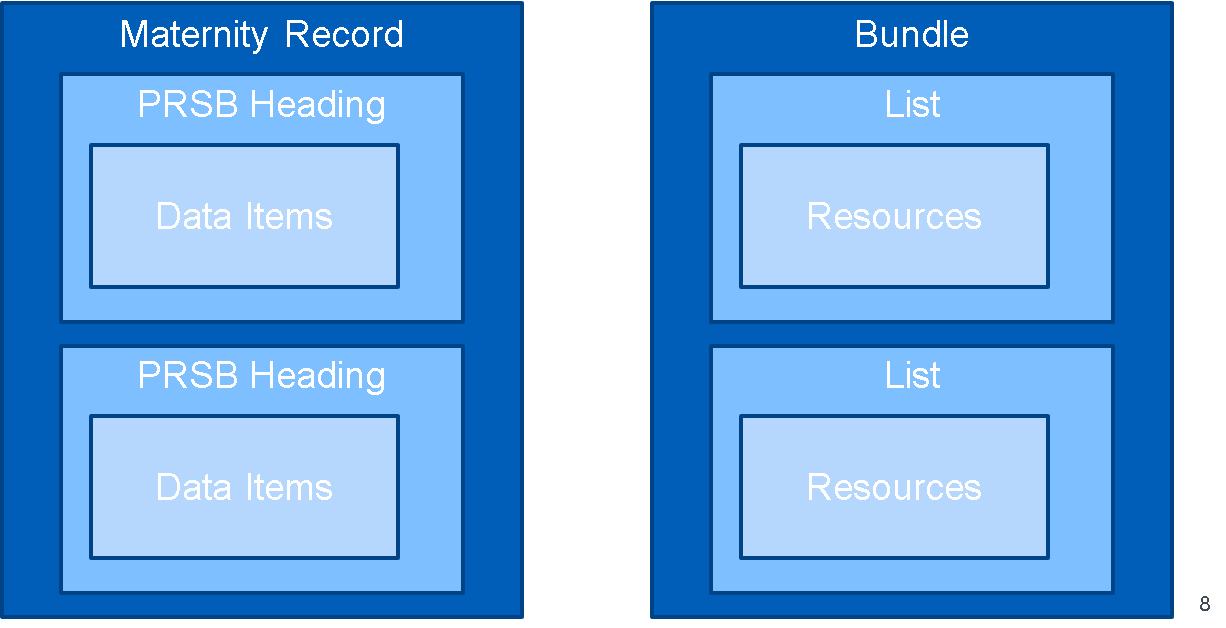 Maternity Record
PRSB Heading
Data Items
PRSB Heading
Data Items
Bundle
List
Resources
List
Resources
8